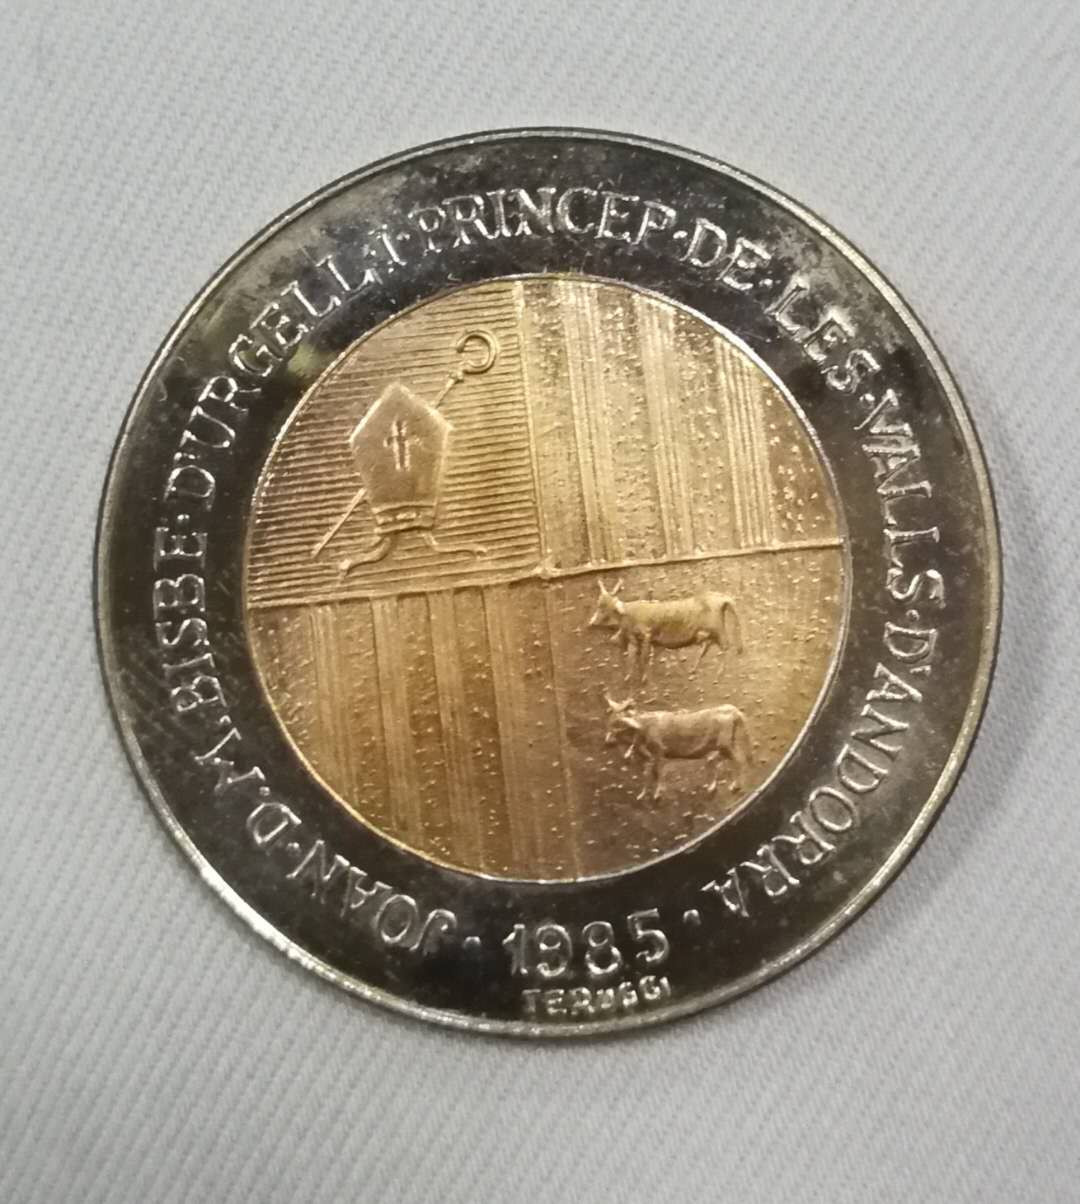 JOAN·D.M.BISBE·D'URGELL·I·PRINCEP·DE·LES·VALLS·D'ANDORRA
·1985·
TERUGGI